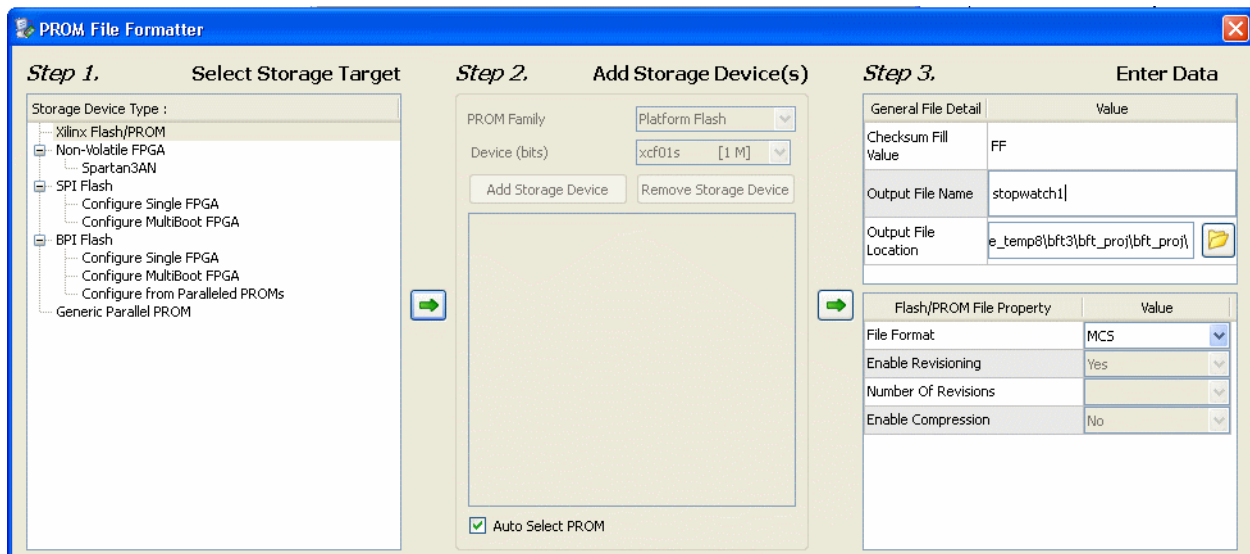 PROM File Formatter
Step 1.
Select Storage Target
Storage Device Type :
Xilinx Flash/PROM
Non-Volatile FPGA
Spartan3AN
SPI Flash
Configure Single FPGA
Configure MultiBoot FPGA
BPI Flash
Configure Single FPGA
Configure MultiBoot FPGA
Configure from Paralleled PROMs
Generic Parallel PROM
Step 2.
Add Storage Device(s)
PROM Family
Platform Flash
Device (bits)
xcf01s [1 M]
Add Storage Device
Remove Storage Device
Auto Select PROM
Step 3.
Enter Data
General File Detail
Value
Checksum Fill
Value
FF
Output File Name
stopwatch1
Output File
Location
e_temp8\bft3\bft_proj\bft_proj\
Flash/PROM File Property
Value
File Format
MCS
Enable Revisioning
Yes
Number Of Revisions
Enable Compression
No